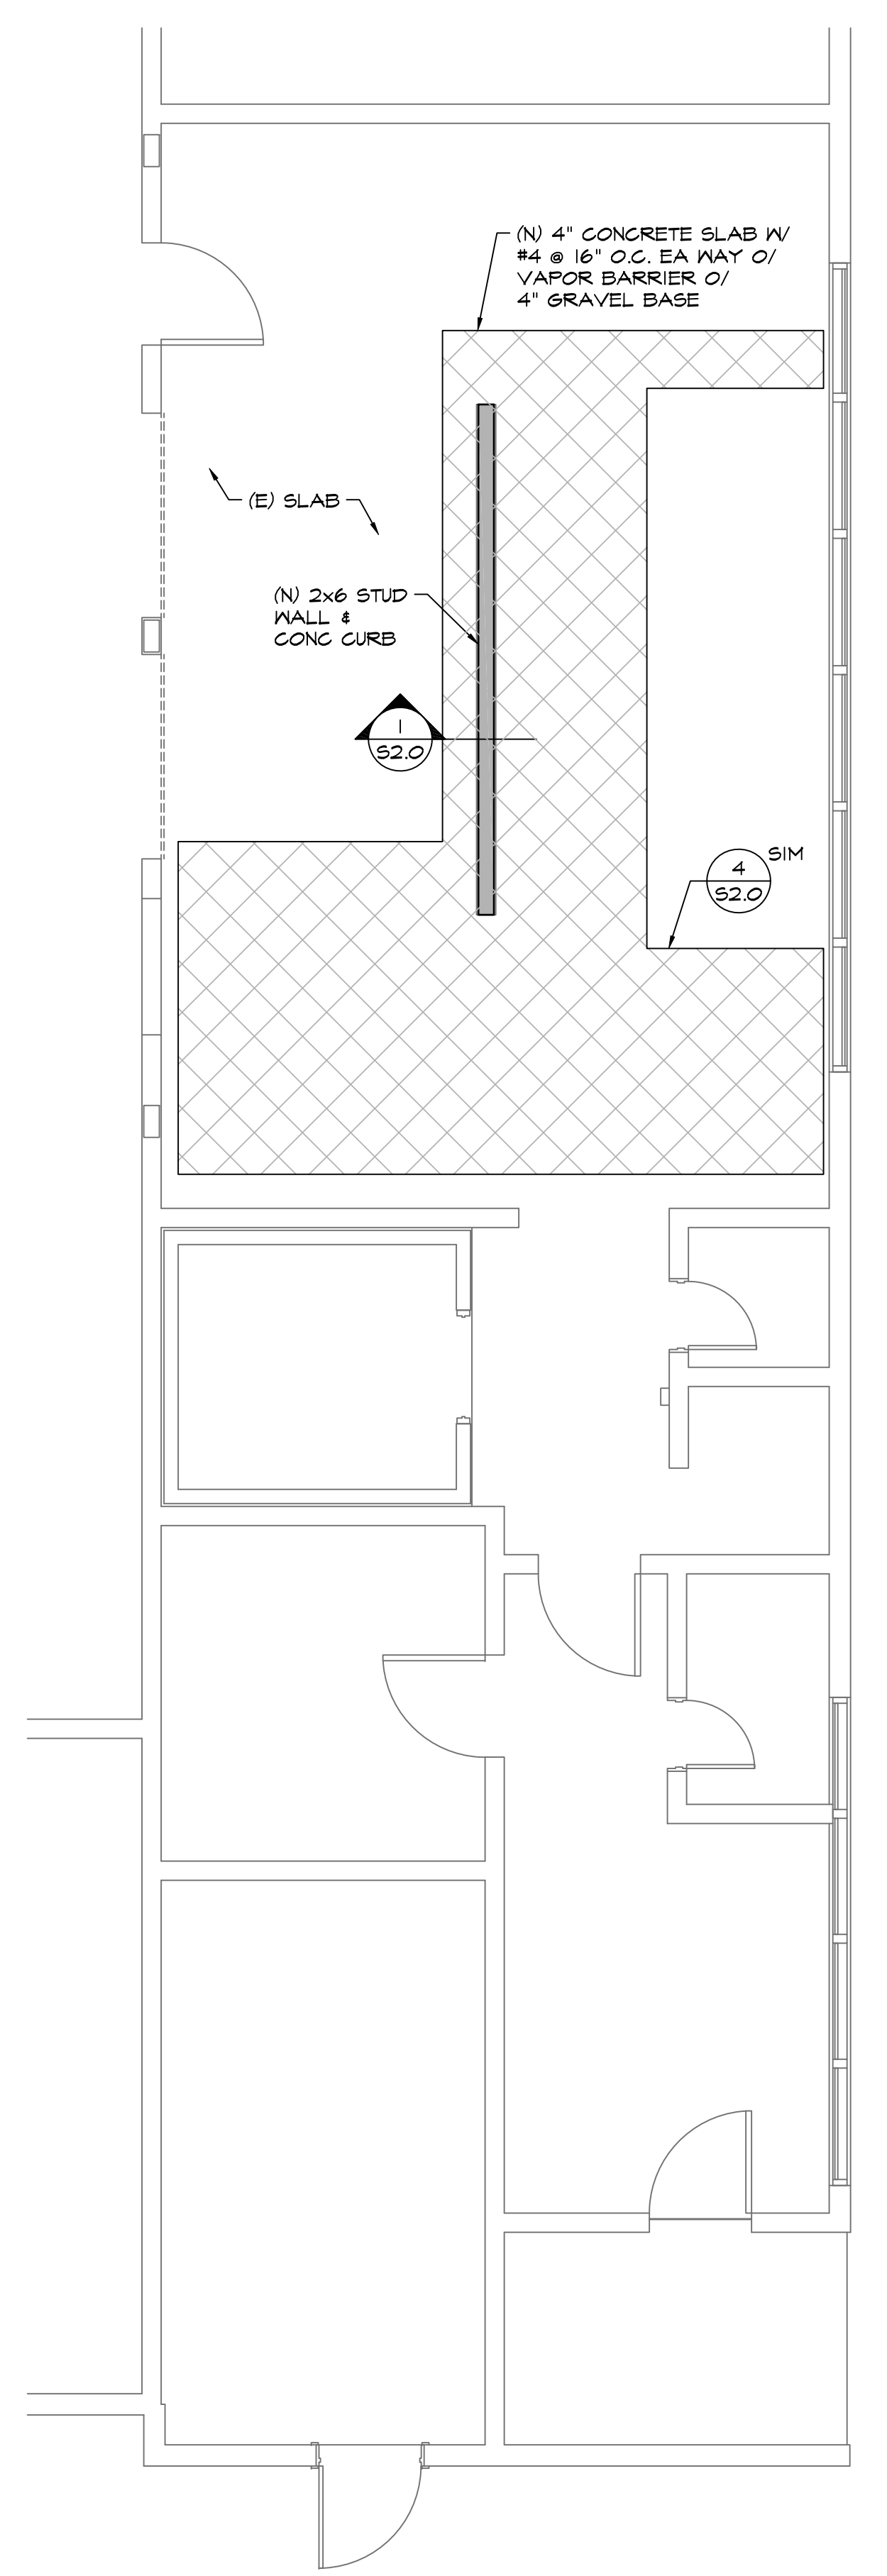 (N) 4" CONCRETE SLAB W/
#4 @ 16" O.C. EA WAY O/
VAPOR BARRIER O/
4" GRAVEL BASE
(E) SLAB
(N) 2x6 STUD
WALL &
CONC CURB
1
S2.0
SIM
4
S2.0